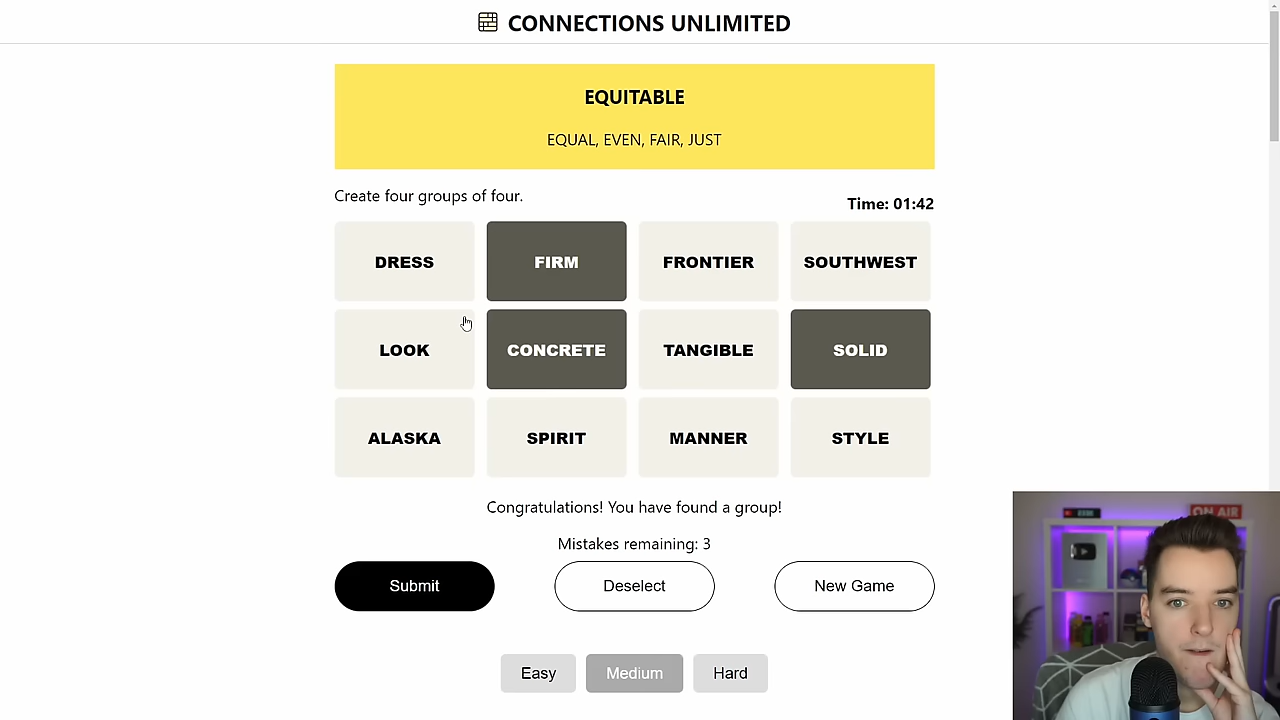 CONNECTIONS UNLIMITED
EQUITABLE
EQUAL, EVEN, FAIR, JUST
Create four groups of four.
Time: 01:42
DRESS FIRM FRONTIER SOUTHWEST
LOOK CONCRETE TANGIBLE SOLID
ALASKA SPIRIT MANNER STYLE
Congratulations! You have found a group!
Mistakes remaining: 3
Submit Deselect New Game
ON AIR
Easy Medium Hard